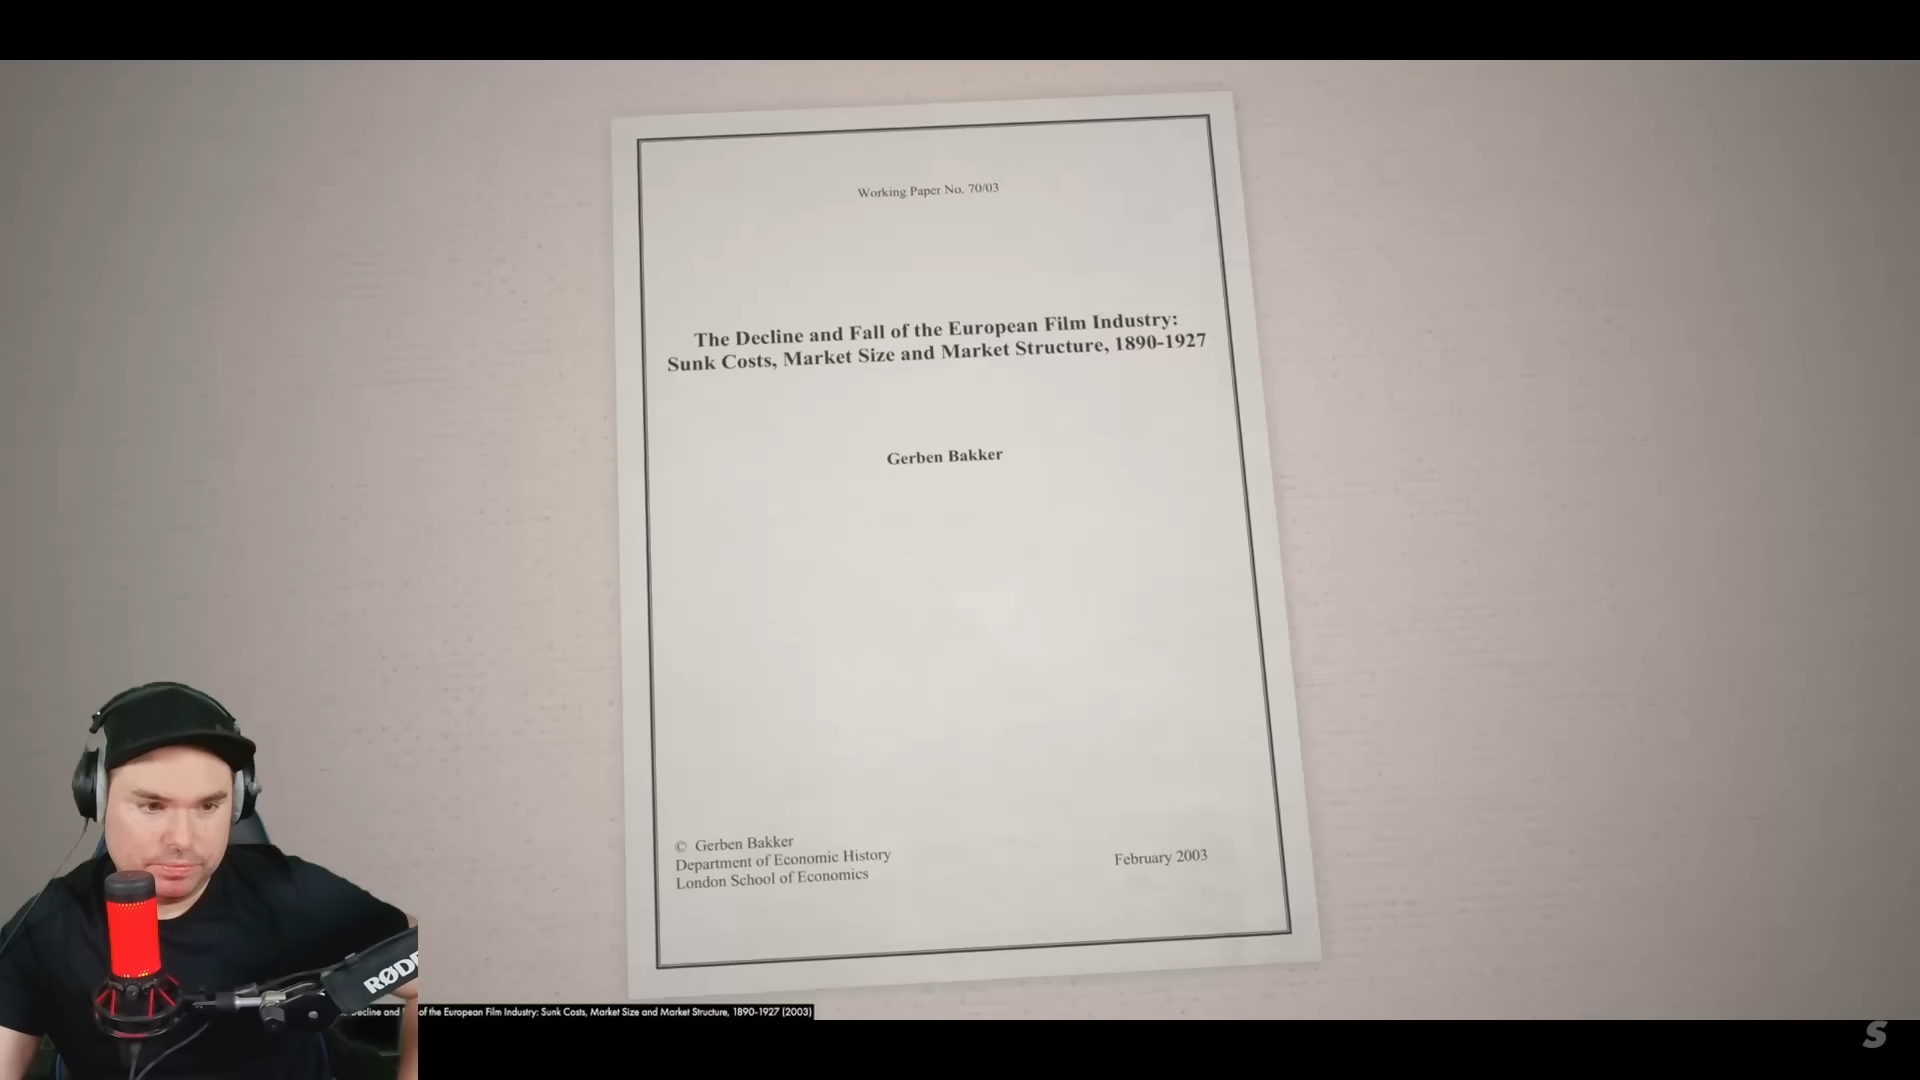 Working Paper No. 70/03
The Decline and Fall of the European Film Industry:
Sunk Costs, Market Size and Market Structure, 1890-1927
Gerben Bakker
© Gerben Bakker
Department of Economic History
London School of Economics
February 2003
RØDE
of the European Film Industry: Sunk Costs, Market Size and Market Structure, 1890-1927 (2003)
S